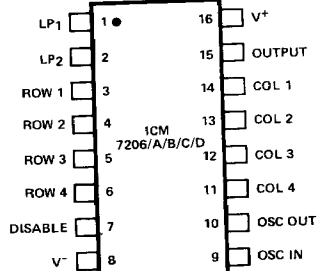 LP1 1 16 V+
LP2 2 15 OUTPUT
ROW 1 3 14 COL 1
ROW 2 4 13 COL 2
ICM
7206/A/B/C/D
ROW 3 5 12 COL 3
ROW 4 6 11 COL 4
DISABLE 7 10 OSC OUT
V- 8 9 OSC IN